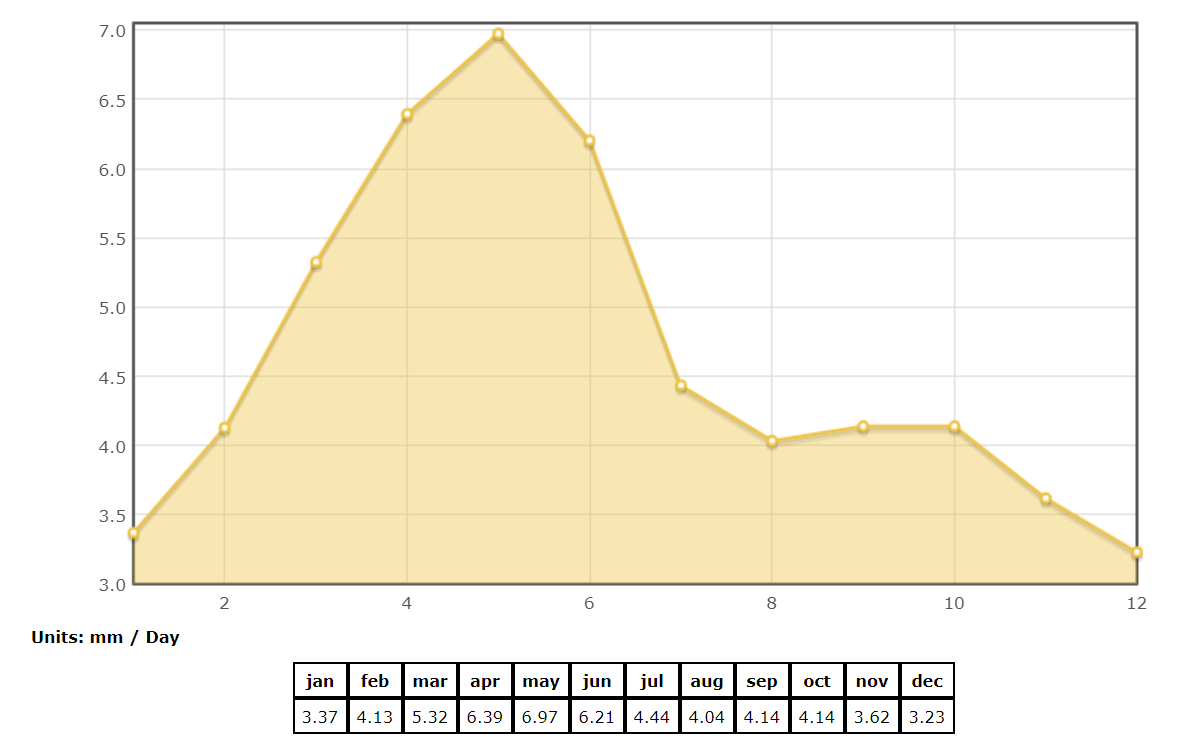 7.0
6.5
6.0
5.5
5.0
4.5
4.0
3.5
3.0
2 4 6 8 10 12
Units: mm / Day
jan feb mar apr may jun jul aug sep oct nov dec
3.37 4.13 5.32 6.39 6.97 6.21 4.44 4.04 4.14 4.14 3.62 3.23